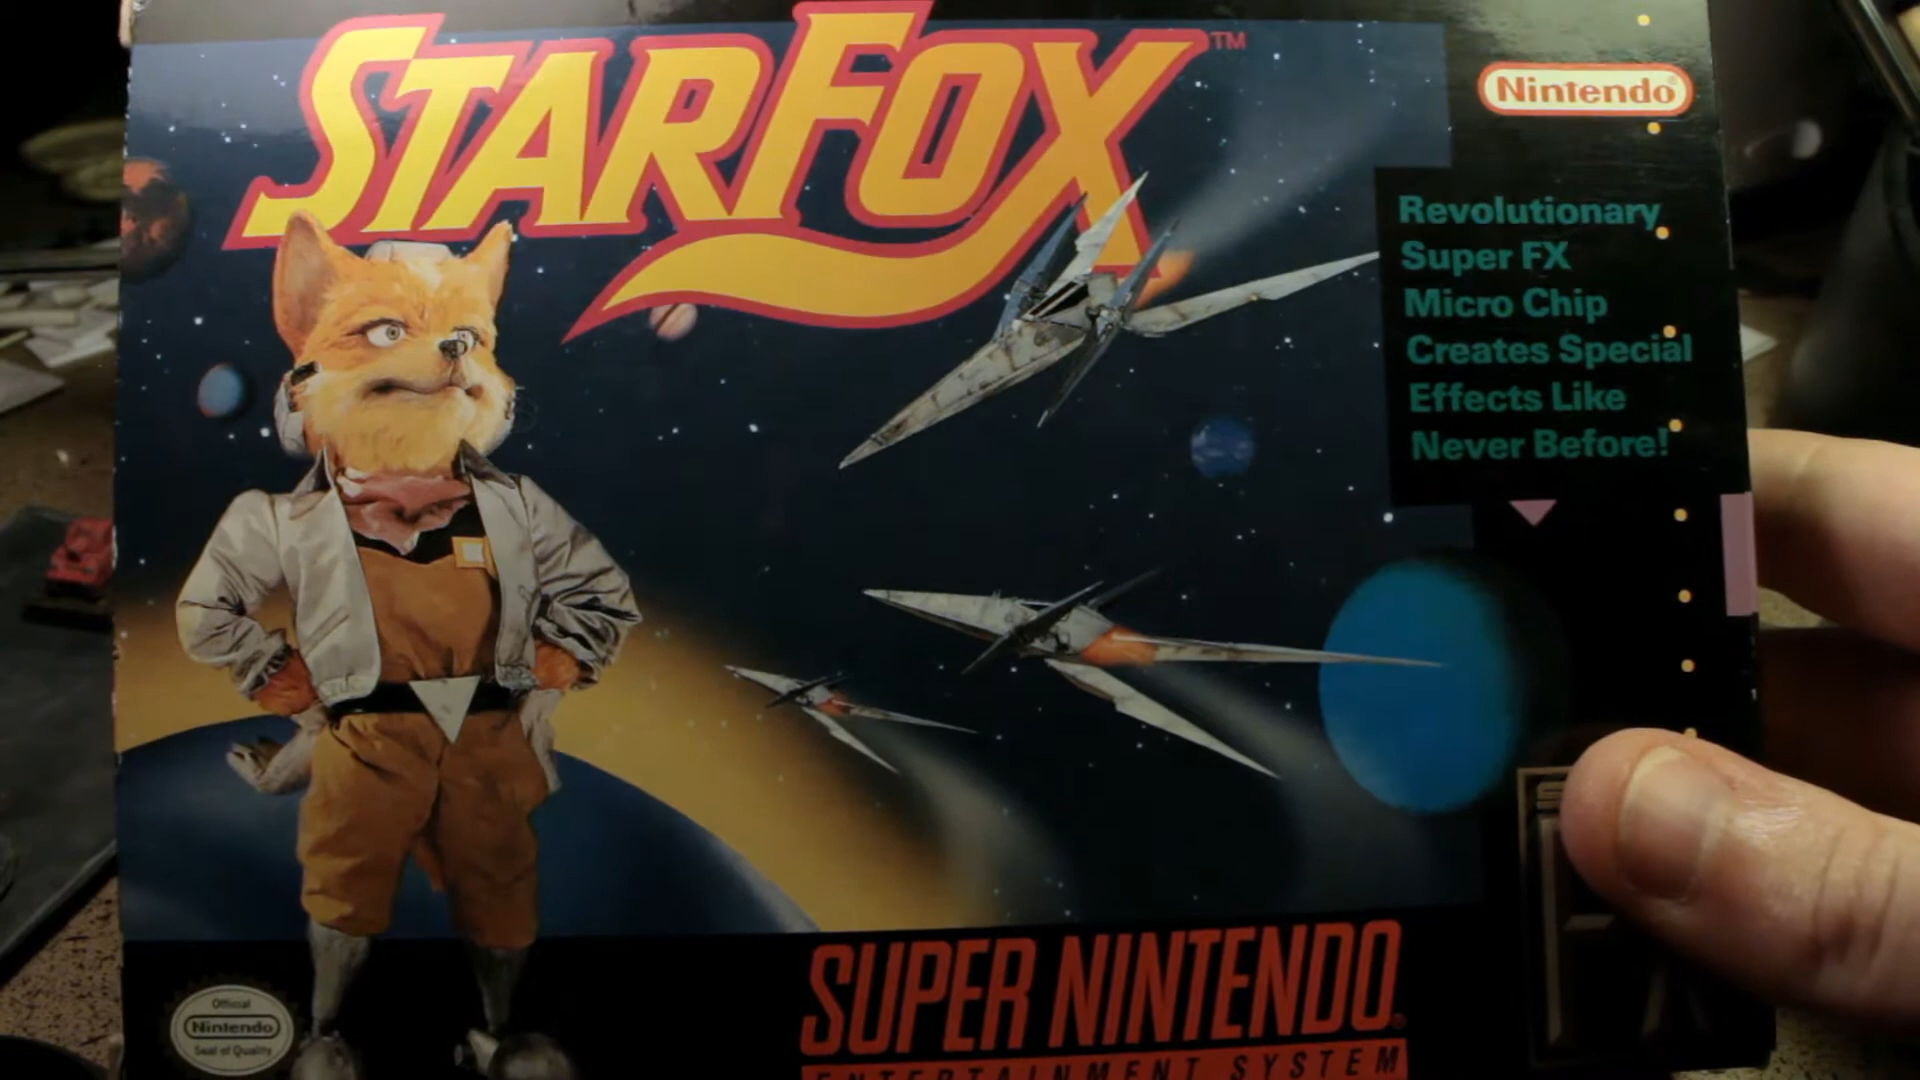 STARFOX™
Nintendo®
Revolutionary
Super FX
Micro Chip
Creates Special
Effects Like
Never Before!
SUPER NINTENDO®
ENTERTAINMENT SYSTEM
Official
Nintendo
Seal of Quality